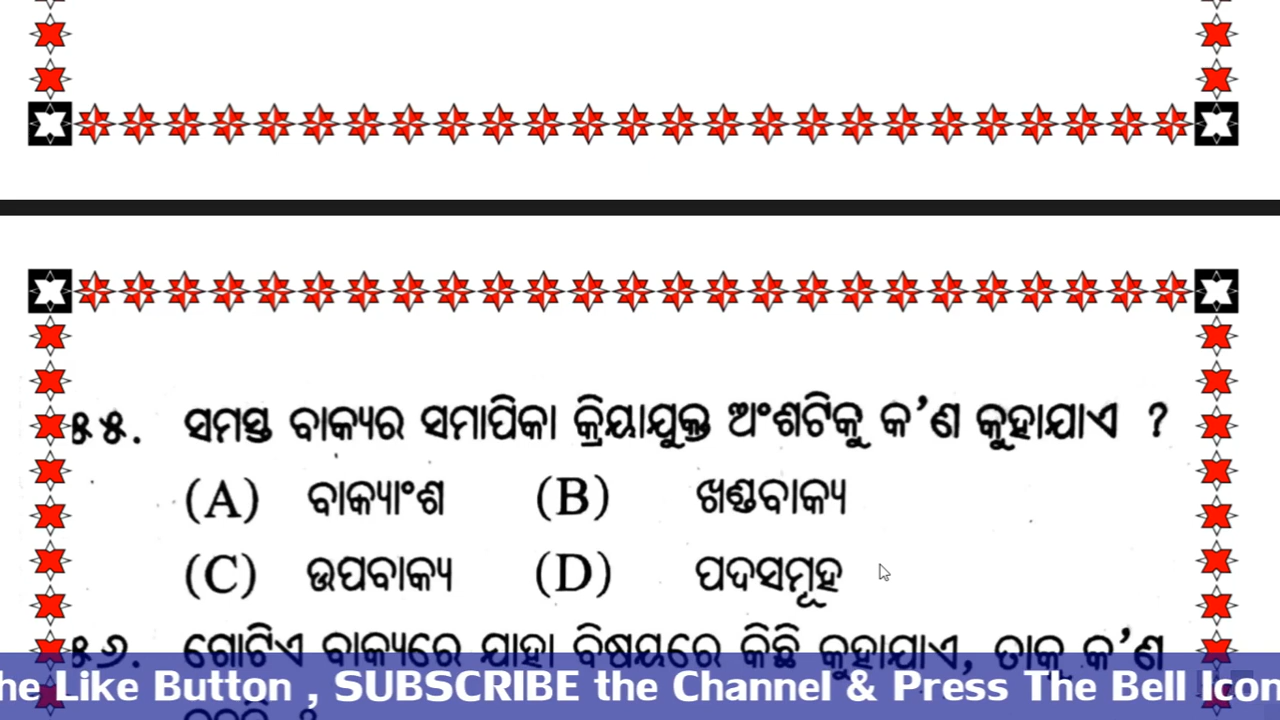 ୫୫. ସମସ୍ତ ବାକ୍ୟର ସମାପିକା କ୍ରିୟାଯୁକ୍ତ ଅଂଶଟିକୁ କ'ଣ କୁହାଯାଏ ?
(A) ବାକ୍ୟାଂଶ (B) ଖଣ୍ଡବାକ୍ୟ
(C) ଉପବାକ୍ୟ (D) ପଦସମୂହ
୫୬. ଗୋଟିଏ ବାକ୍ୟରେ ଯାହା ବିଷୟରେ କିଛି କୁହାଯାଏ, ତାକୁ କ'ଣ
he Like Button , SUBSCRIBE the Channel & Press The Bell Icon